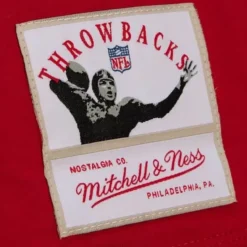 THROWBACKS
NFL
NOSTALGIA CO.
Mitchell & Ness
PHILADELPHIA, PA.